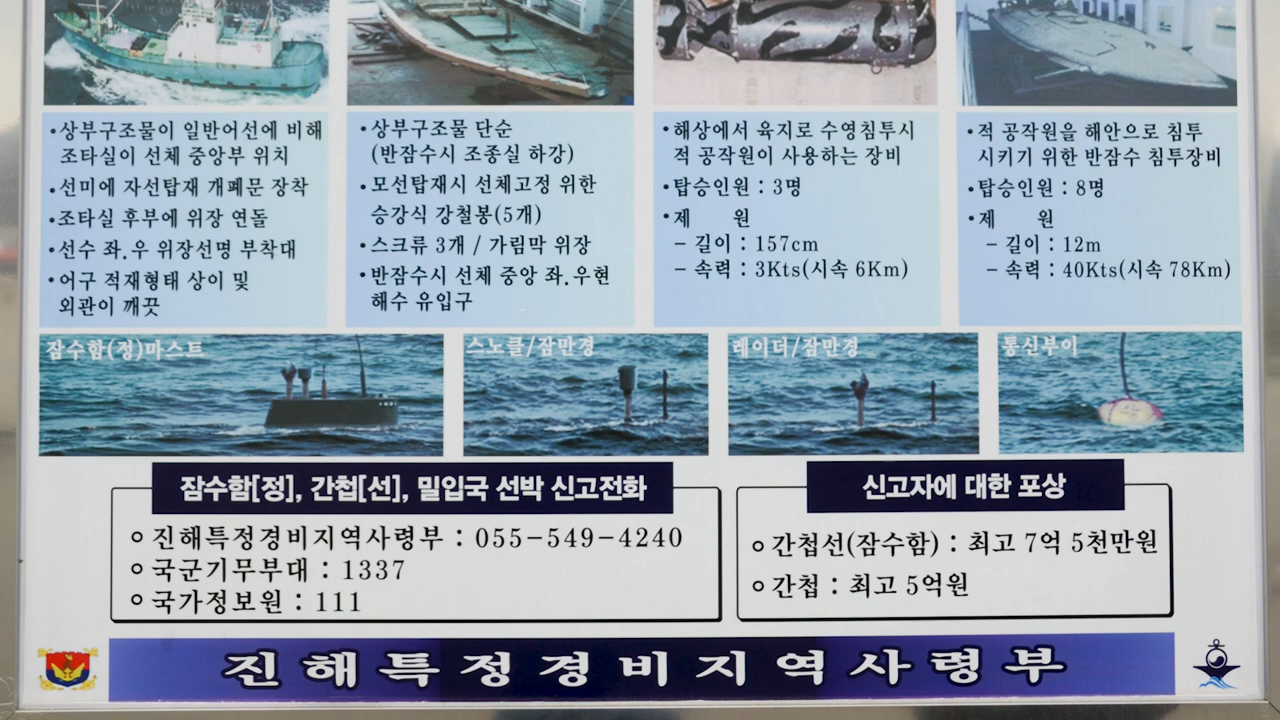 •상부구조물이 일반어선에 비해
조타실이 선체 중앙부 위치
•선미에 자선탑재 개폐문 장착
•조타실 후부에 위장 연돌
•선수 좌.우 위장선명 부착대
•어구 적재형태 상이 및
외관이 깨끗
•상부구조물 단순
(반잠수시 조종실 하강)
•모선탑재시 선체고정 위한
승강식 강철봉(5개)
•스크류 3개 / 가림막 위장
•반잠수시 선체 중앙 좌.우현
해수 유입구
•해상에서 육지로 수영침투시
적 공작원이 사용하는 장비
•탑승인원 : 3명
•제 원
- 길이 : 157cm
- 속력 : 3Kts(시속 6Km)
•적 공작원을 해안으로 침투
시키기 위한 반잠수 침투장비
•탑승인원 : 8명
•제 원
- 길이 : 12m
- 속력 : 40Kts(시속 78Km)
잠수함(정)마스트
스노클/잠만경
레이더/잠만경
통신부이
잠수함[정], 간첩[선], 밀입국 선박 신고전화
진해특정경비지역사령부 : 055-549-4240
국군기무부대 : 1337
국가정보원 : 111
신고자에 대한 포상
간첩선(잠수함) : 최고 7억 5천만원
간첩 : 최고 5억원
진해특정경비지역사령부